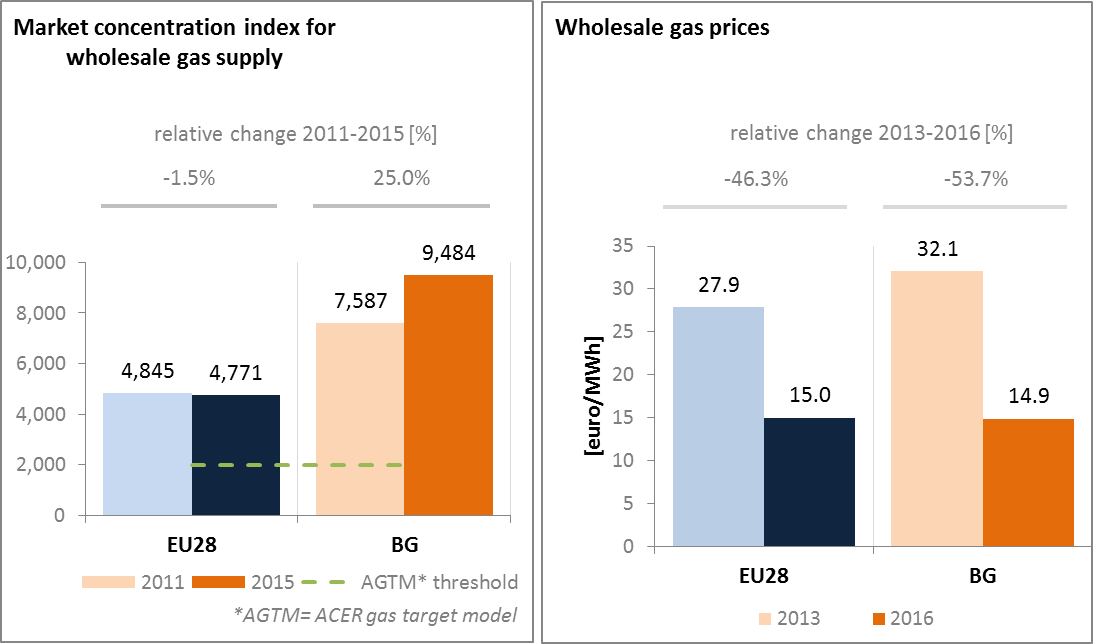 Market concentration index for
wholesale gas supply
relative change 2011-2015 [%]
-1.5% 25.0%
10,000
8,000
6,000
4,000
2,000
0
4,845 4,771 7,587 9,484
EU28 BG
2011 2015 AGTM* threshold
*AGTM= ACER gas target model
Wholesale gas prices
relative change 2013-2016 [%]
-46.3% -53.7%
[euro/MWh]
35
30
25
20
15
10
5
0
27.9 15.0 32.1 14.9
EU28 BG
2013 2016